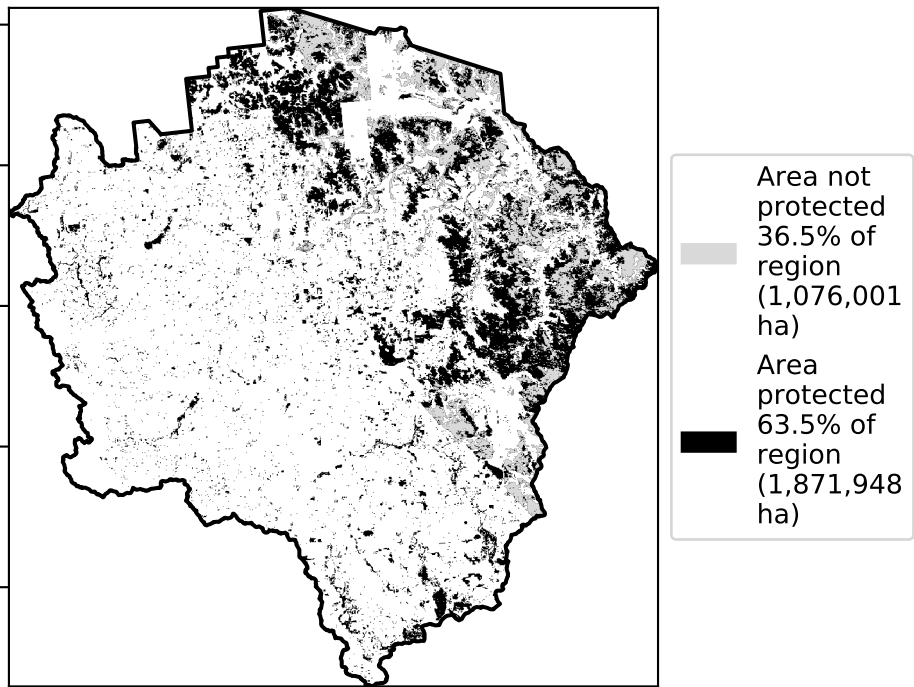 Area not
protected
36.5% of
region
(1,076,001
ha)
Area
protected
63.5% of
region
(1,871,948
ha)